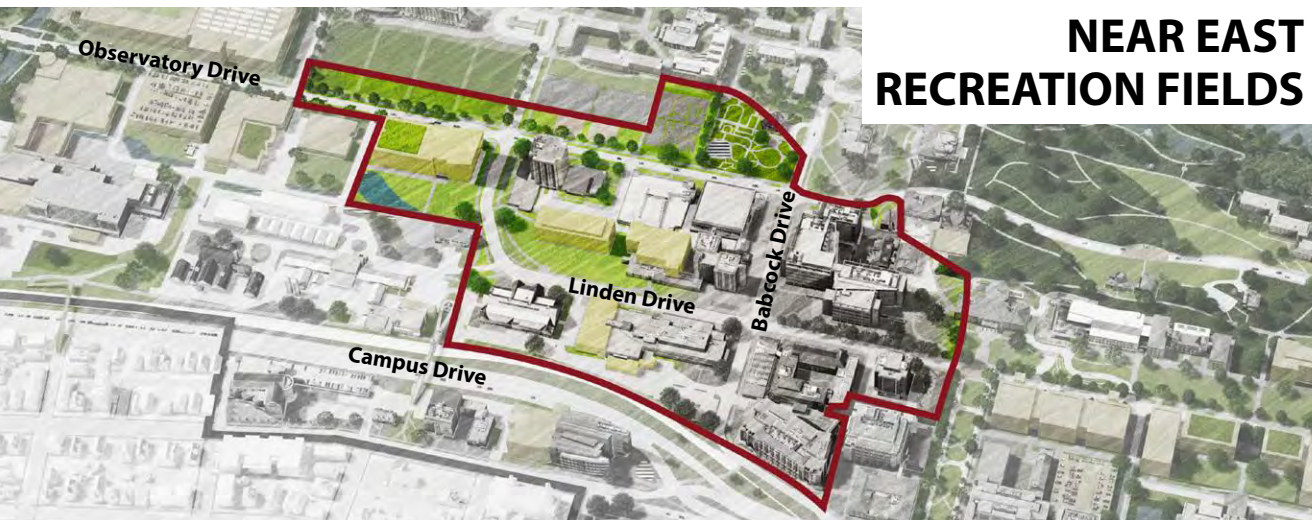 NEAR EAST
RECREATION FIELDS
Observatory Drive
Babcock Drive
Linden Drive
Campus Drive